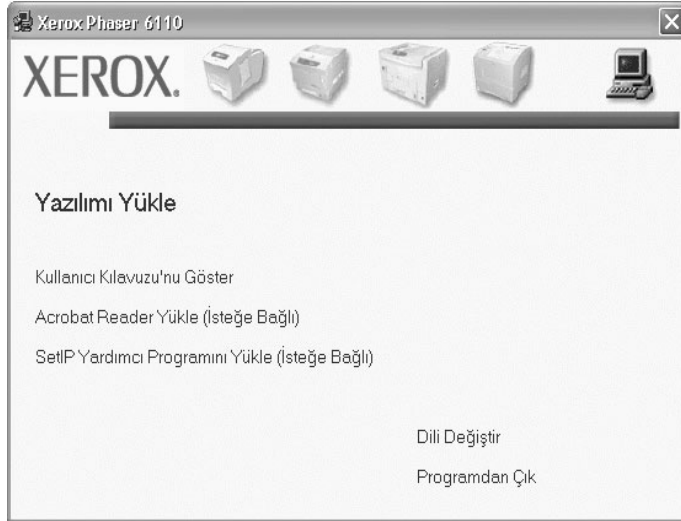 Xerox Phaser 6110
XEROX.
Yazılımı Yükle
Kullanıcı Kılavuzu'nu Göster
Acrobat Reader Yükle (İsteğe Bağlı)
SetIP Yardımcı Programını Yükle (İsteğe Bağlı)
Dili Değiştir
Programdan Çık